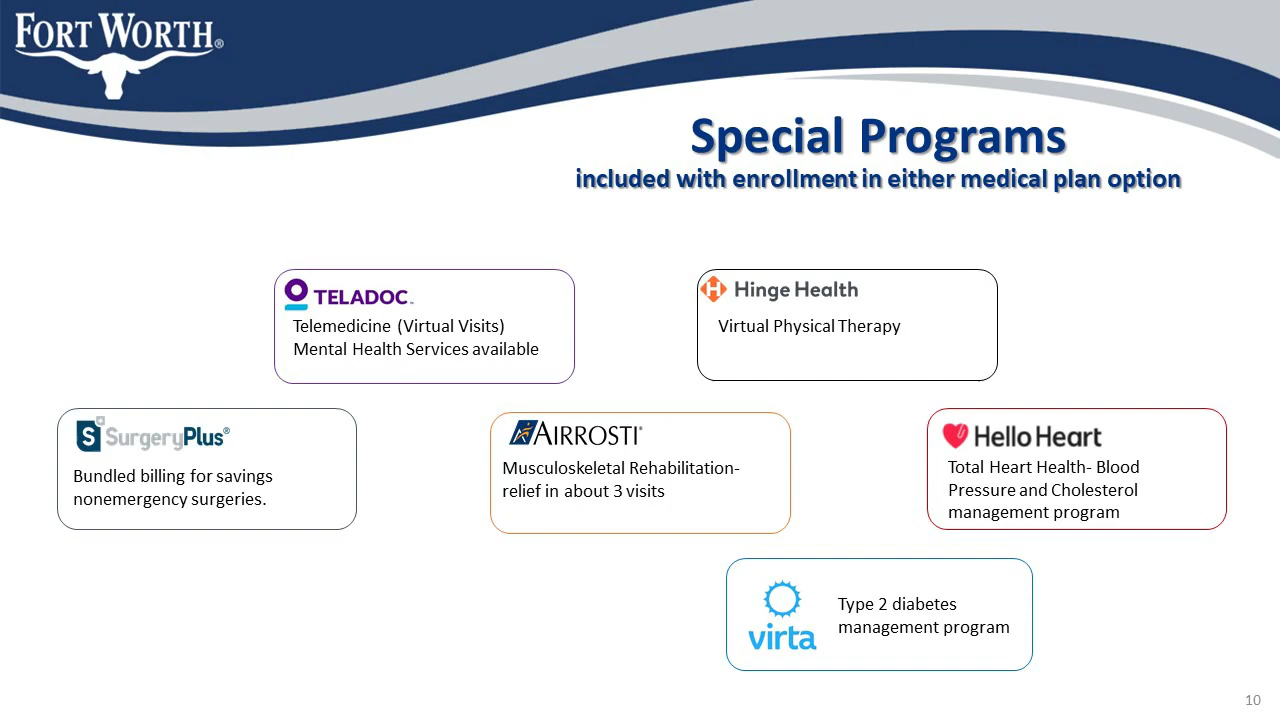 FORT WORTH®
Special Programs
included with enrollment in either medical plan option
TELADOC™
Telemedicine (Virtual Visits)
Mental Health Services available
Hinge Health
Virtual Physical Therapy
SurgeryPlus®
Bundled billing for savings
nonemergency surgeries.
AIRROSTI®
Musculoskeletal Rehabilitation-
relief in about 3 visits
Hello Heart
Total Heart Health- Blood
Pressure and Cholesterol
management program
virta
Type 2 diabetes
management program
10